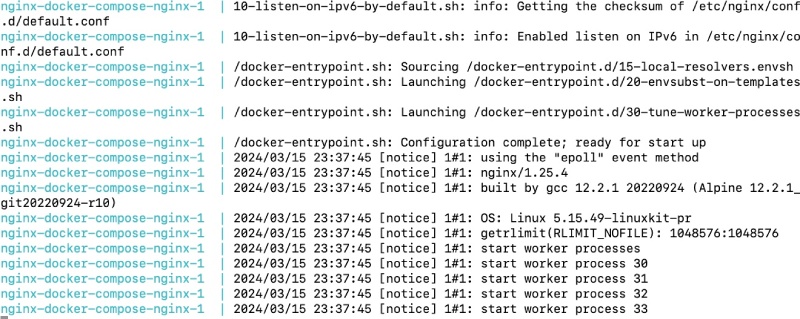 nginx-docker-compose-nginx-1  | 10-listen-on-ipv6-by-default.sh: info: Getting the checksum of /etc/nginx/conf
.d/default.conf
nginx-docker-compose-nginx-1  | 10-listen-on-ipv6-by-default.sh: info: Enabled listen on IPv6 in /etc/nginx/co
nf.d/default.conf
nginx-docker-compose-nginx-1  | /docker-entrypoint.sh: Sourcing /docker-entrypoint.d/15-local-resolvers.envsh
nginx-docker-compose-nginx-1  | /docker-entrypoint.sh: Launching /docker-entrypoint.d/20-envsubst-on-templates
.sh
nginx-docker-compose-nginx-1  | /docker-entrypoint.sh: Launching /docker-entrypoint.d/30-tune-worker-processes
.sh
nginx-docker-compose-nginx-1  | /docker-entrypoint.sh: Configuration complete; ready for start up
nginx-docker-compose-nginx-1  | 2024/03/15 23:37:45 [notice] 1#1: using the "epoll" event method
nginx-docker-compose-nginx-1  | 2024/03/15 23:37:45 [notice] 1#1: nginx/1.25.4
nginx-docker-compose-nginx-1  | 2024/03/15 23:37:45 [notice] 1#1: built by gcc 12.2.1 20220924 (Alpine 12.2.1_
git20220924-r10)
nginx-docker-compose-nginx-1  | 2024/03/15 23:37:45 [notice] 1#1: OS: Linux 5.15.49-linuxkit-pr
nginx-docker-compose-nginx-1  | 2024/03/15 23:37:45 [notice] 1#1: getrlimit(RLIMIT_NOFILE): 1048576:1048576
nginx-docker-compose-nginx-1  | 2024/03/15 23:37:45 [notice] 1#1: start worker processes
nginx-docker-compose-nginx-1  | 2024/03/15 23:37:45 [notice] 1#1: start worker process 30
nginx-docker-compose-nginx-1  | 2024/03/15 23:37:45 [notice] 1#1: start worker process 31
nginx-docker-compose-nginx-1  | 2024/03/15 23:37:45 [notice] 1#1: start worker process 32
nginx-docker-compose-nginx-1  | 2024/03/15 23:37:45 [notice] 1#1: start worker process 33